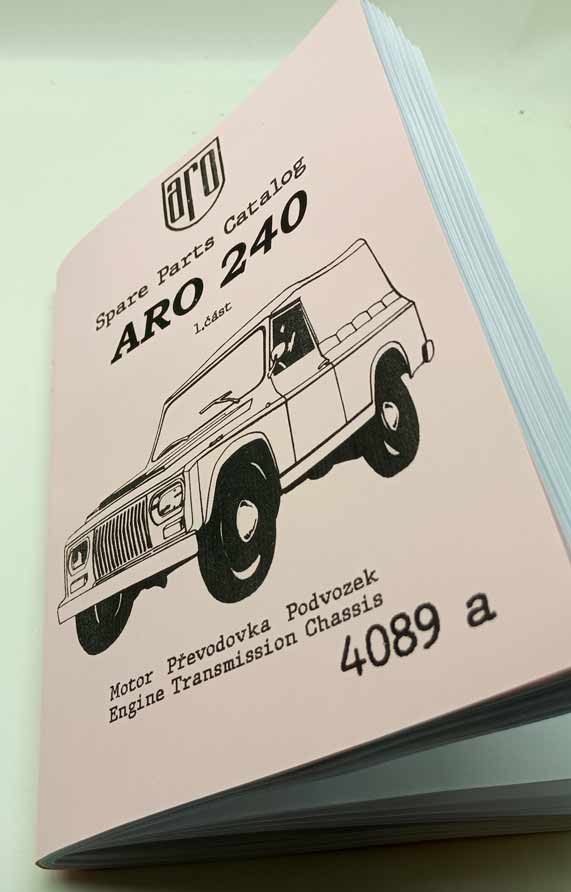 aro
Spare Parts Catalog
ARO 240
1.část
Motor Převodovka Podvozek
Engine Transmission Chassis
4089 a